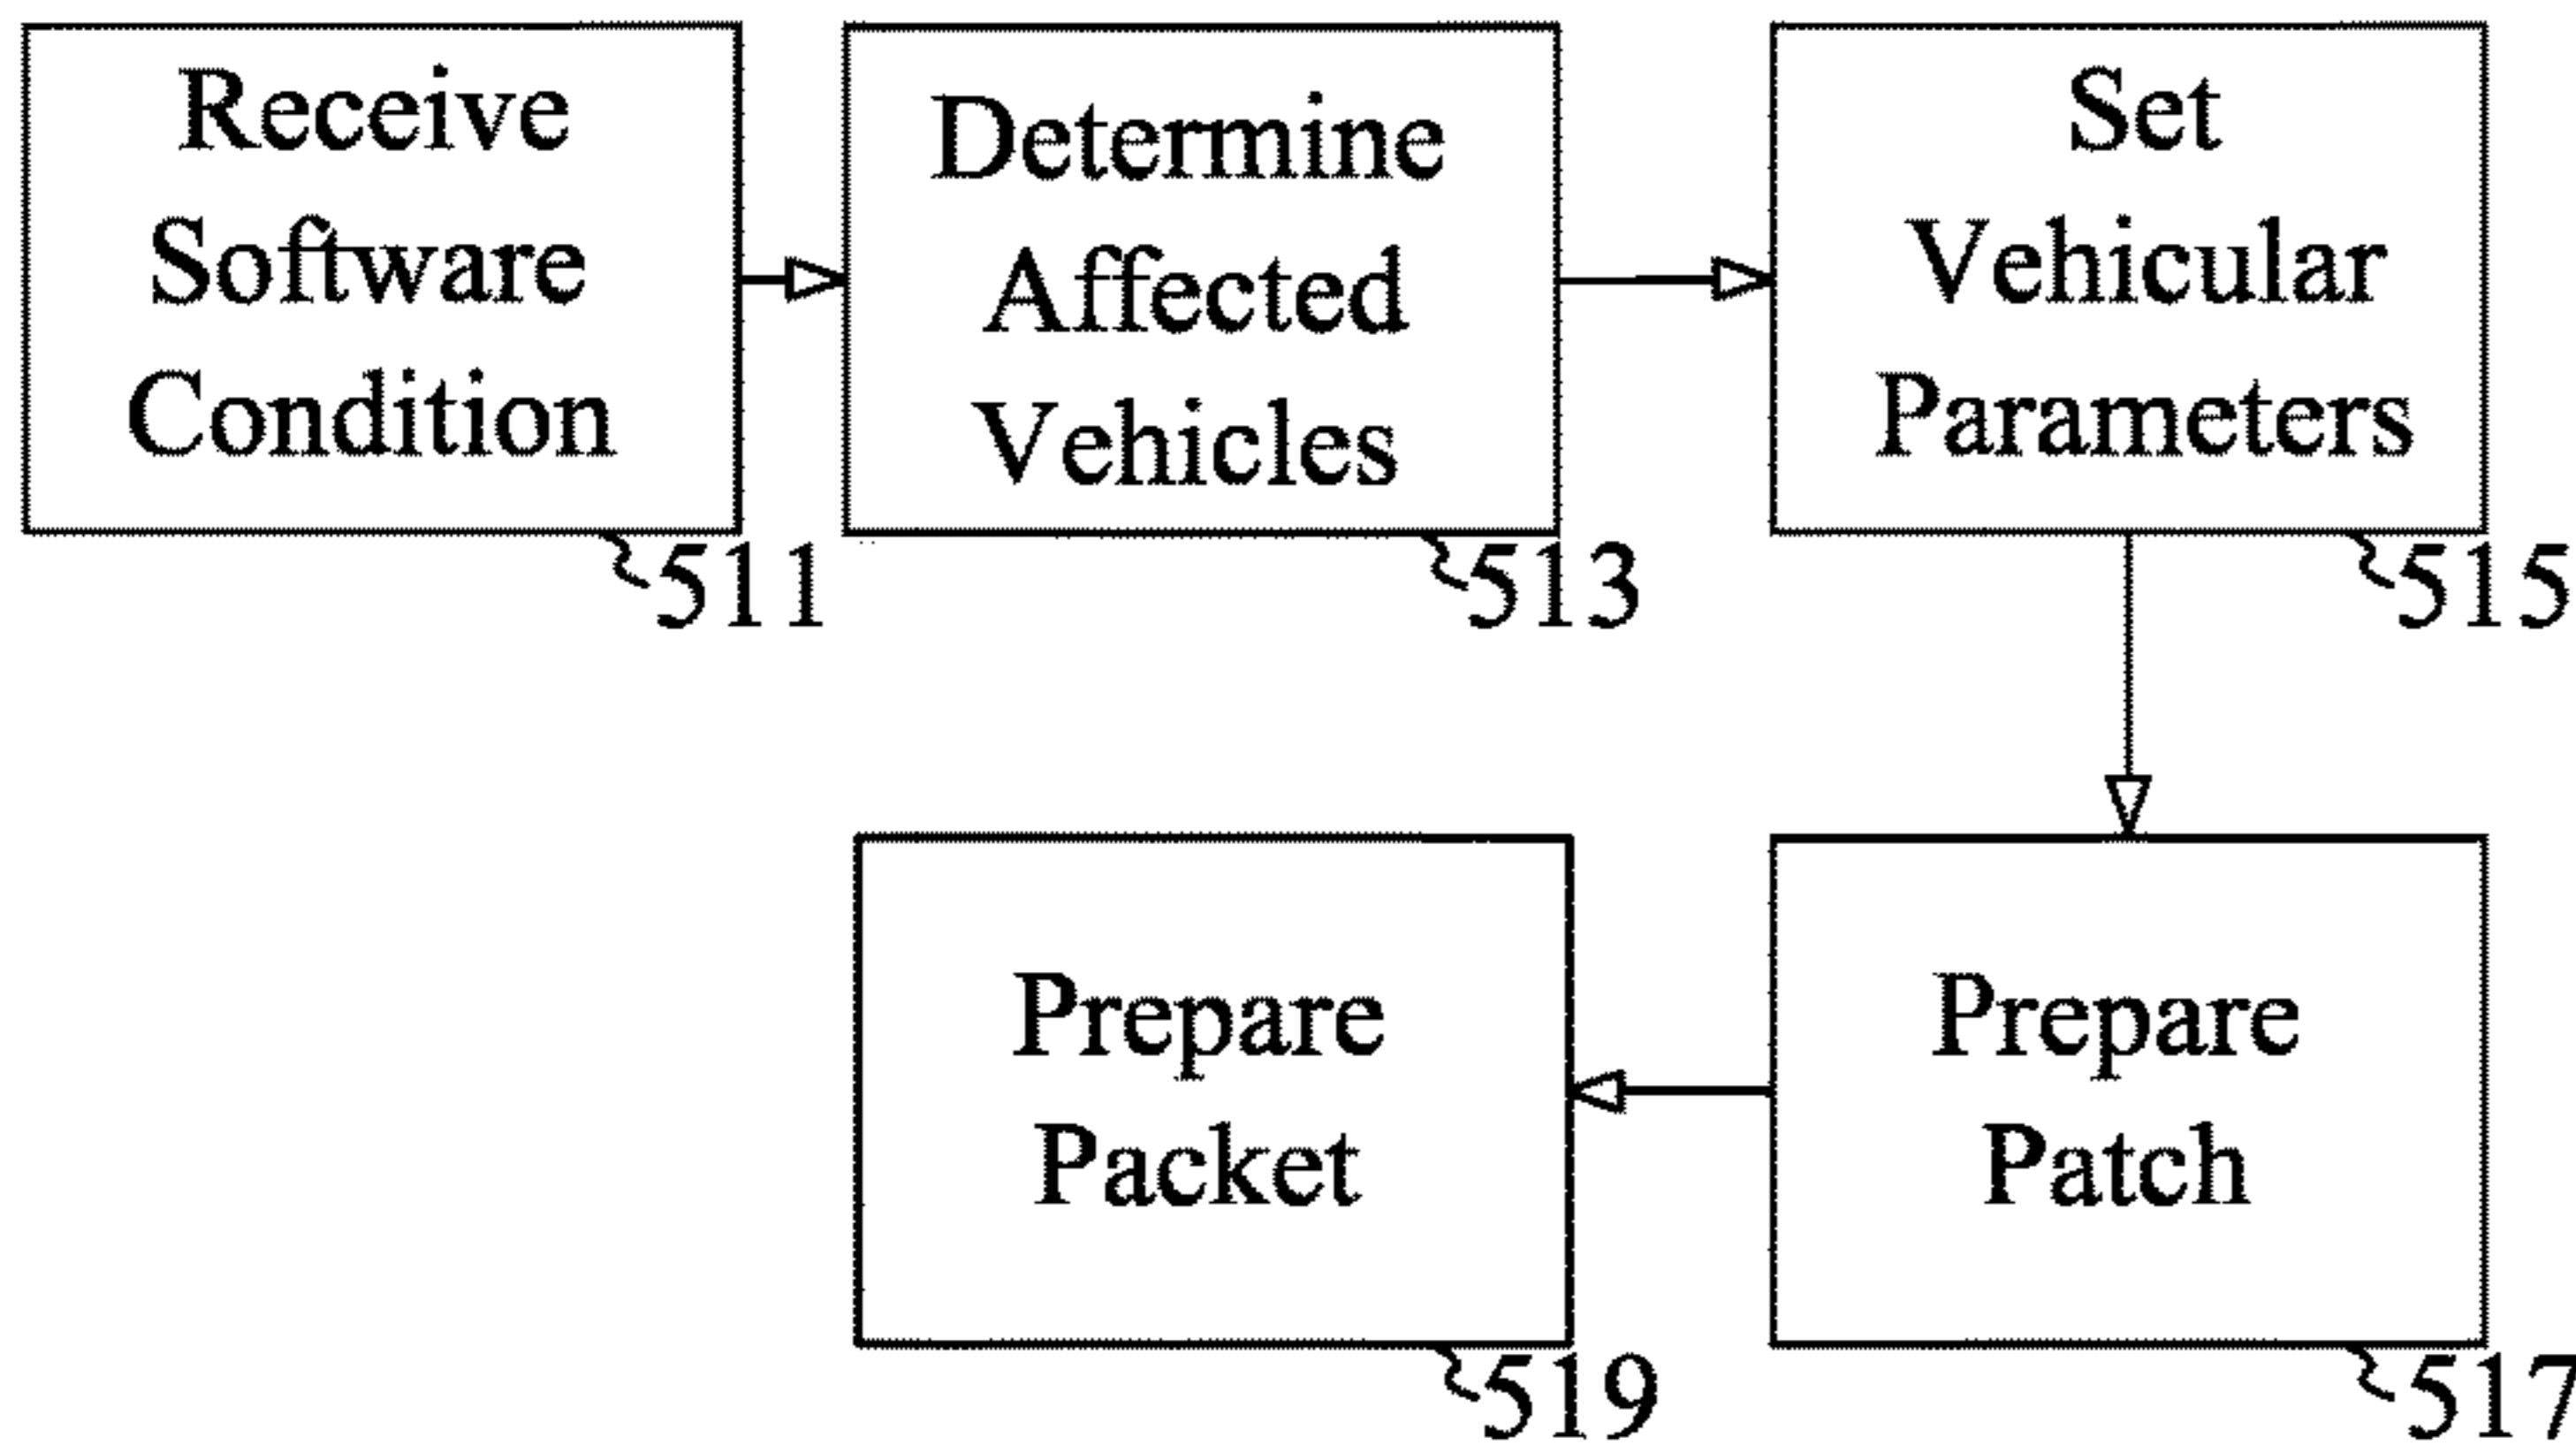 Receive
Software
Condition
511
Determine
Affected
Vehicles
513
Set
Vehicular
Parameters
515
Prepare
Patch
517
Prepare
Packet
519